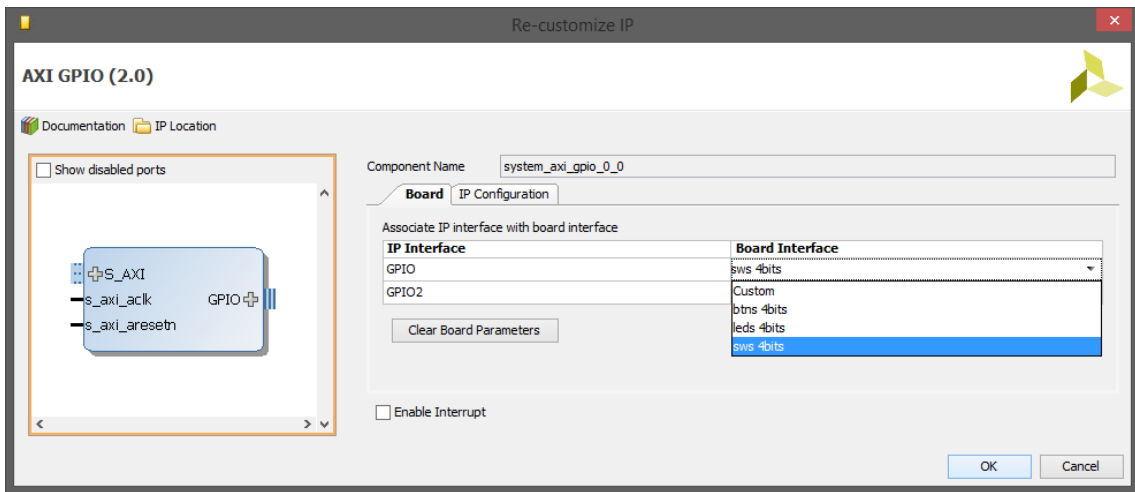 Re-customize IP
AXI GPIO (2.0)
Documentation IP Location
Show disabled ports
S_AXI
s_axi_aclk GPIO
s_axi_aresetn
Component Name system_axi_gpio_0_0
Board IP Configuration
Associate IP interface with board interface
IP Interface Board Interface
GPIO sws 4bits
GPIO2
Custom
btns 4bits
leds 4bits
sws 4bits
Clear Board Parameters
Enable Interrupt
OK Cancel